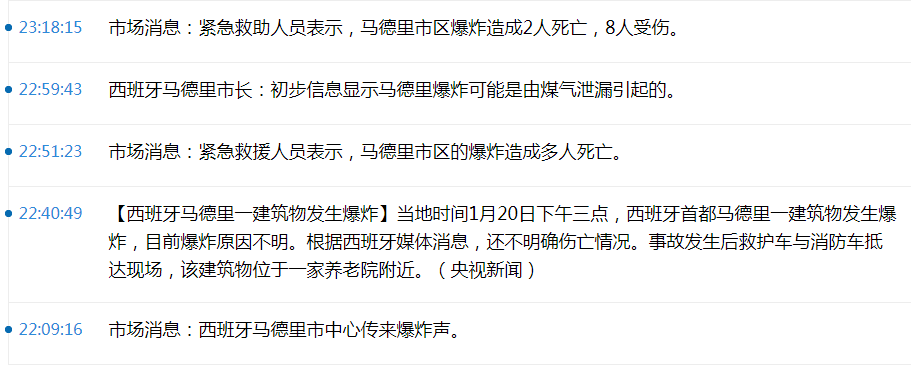 23:18:15 市场消息：紧急救助人员表示，马德里市区爆炸造成2人死亡，8人受伤。
22:59:43 西班牙马德里市长：初步信息显示马德里爆炸可能是由煤气泄漏引起的。
22:51:23 市场消息：紧急救援人员表示，马德里市区的爆炸造成多人死亡。
22:40:49 【西班牙马德里一建筑物发生爆炸】当地时间1月20日下午三点，西班牙首都马德里一建筑物发生爆
炸，目前爆炸原因不明。根据西班牙媒体消息，还不明确伤亡情况。事故发生后救护车与消防车抵
达现场，该建筑物位于一家养老院附近。（央视新闻）
22:09:16 市场消息：西班牙马德里市中心传来爆炸声。